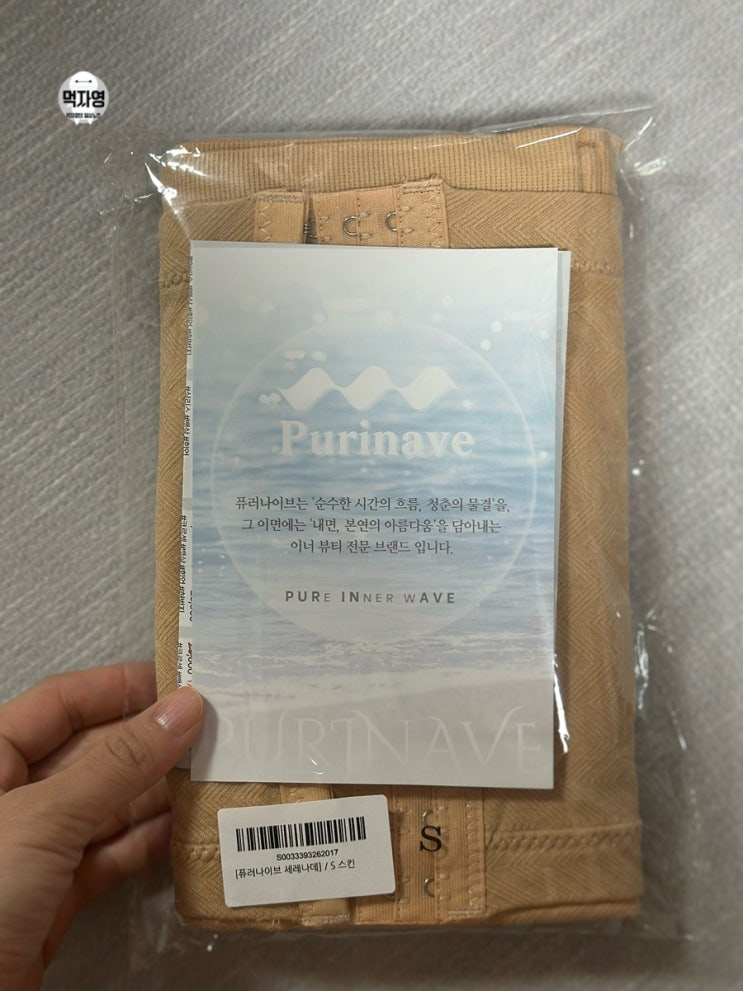 먹자영
Purinave
퓨러나이브는 '순수한 시간의 흐름, 청춘의 물결'을,
그 이면에는 '내면, 본연의 아름다움'을 담아내는
이너 뷰티 전문 브랜드 입니다.
PURE INNER WAVE
PURINAVE
S
S0033393262017
[퓨러나이브 세레나데] / S 스킨